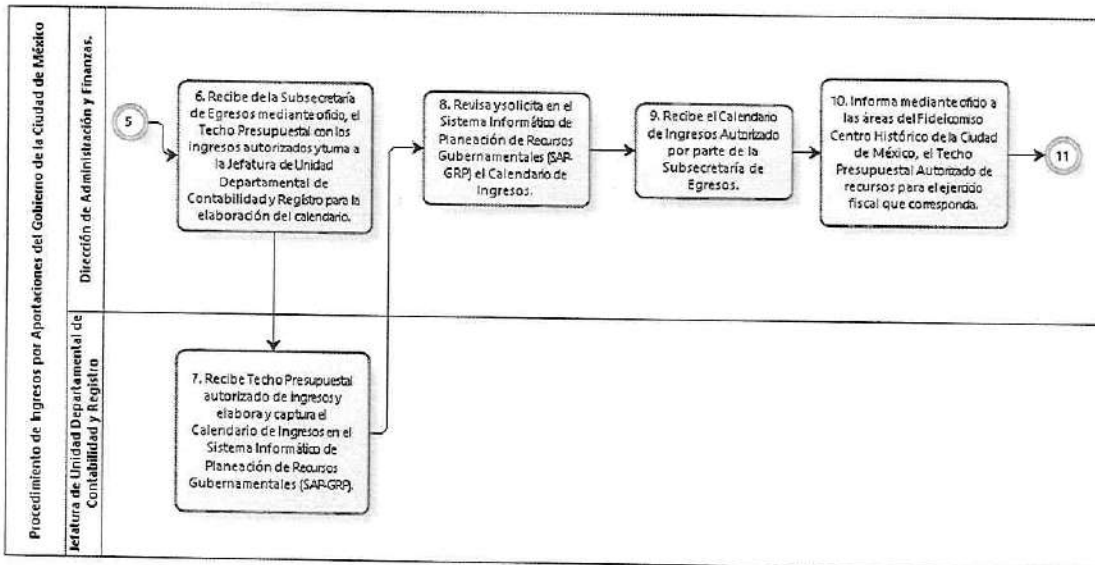 Procedimiento de Ingresos por Aportaciones del Gobierno de la Ciudad de México
Dirección de Administración y Finanzas.
5
6. Recibe de la Subsecretaría
de Egresos mediante oficio, el
Techo Presupuestal con los
ingresos autorizados y turna a
la Jefatura de Unidad
Departamental de
Contabilidad y Registro para la
elaboración del calendario.
8. Revisa y solicita en el
Sistema Informático de
Planeación de Recursos
Gubernamentales (SAP-
GRP) el Calendario de
Ingresos.
9. Recibe el Calendario
de Ingresos Autorizado
por parte de la
Subsecretaría de
Egresos.
10. Informa mediante oficio a
las áreas del Fideicomiso
Centro Histórico de la Ciudad
de México, el Techo
Presupuestal Autorizado de
recursos para el ejercicio
fiscal que corresponda.
11
Jefatura de Unidad Departamental de
Contabilidad y Registro
7. Recibe Techo Presupuestal
autorizado de ingresos y
elabora y captura el
Calendario de Ingresos en el
Sistema Informático de
Planeación de Recursos
Gubernamentales (SAP-GRP).